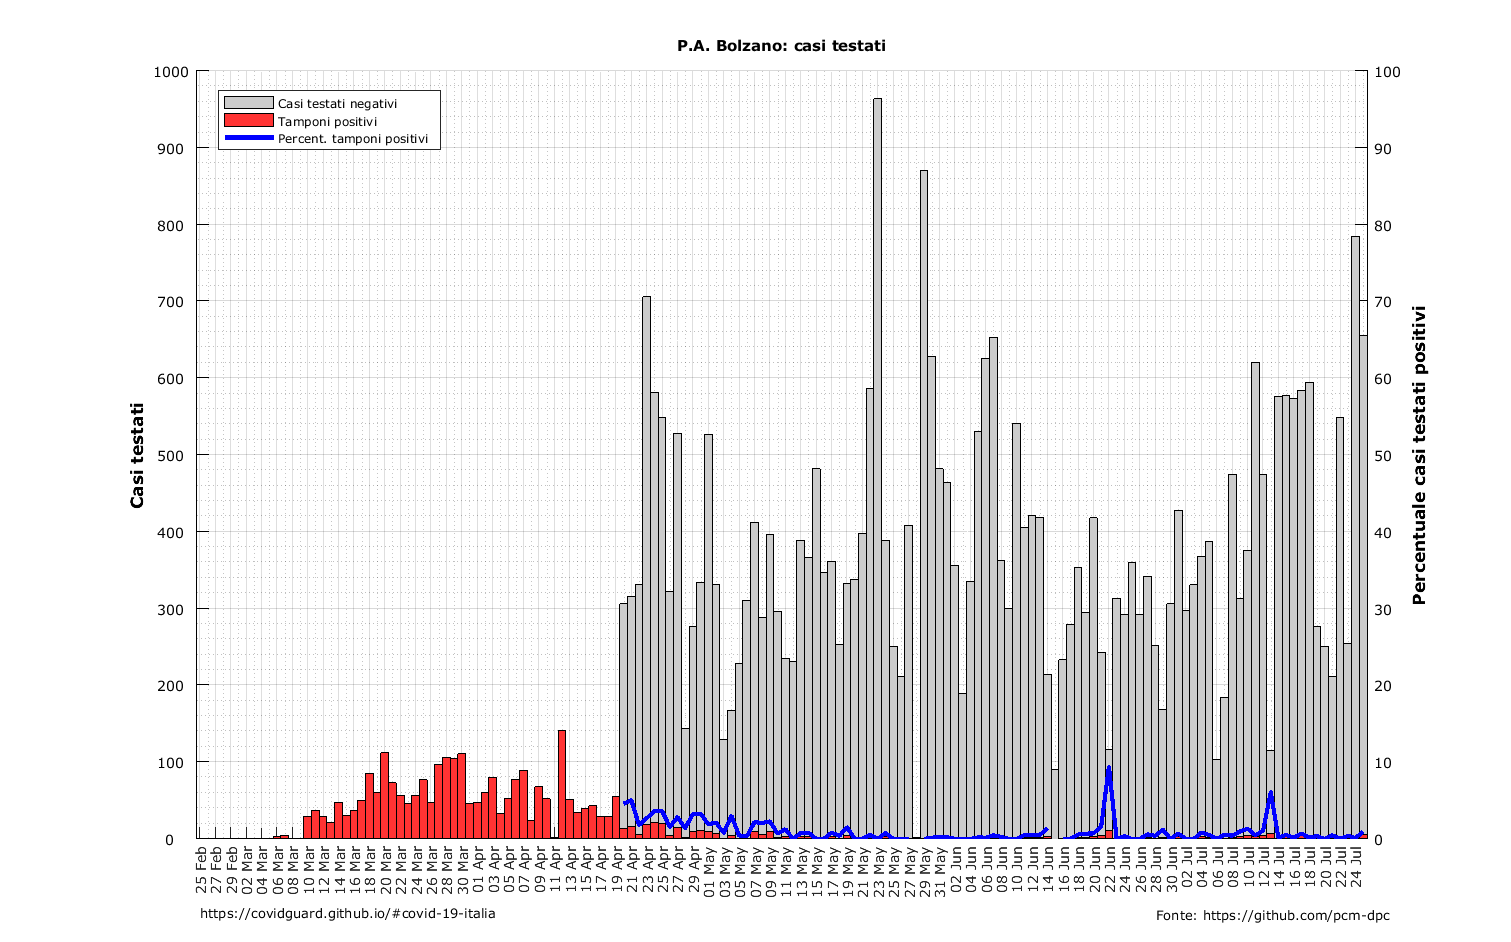 P.A. Bolzano: casi testati
Casi testati negativi
Tamponi positivi
Percent. tamponi positivi
Casi testati
1000
900
800
700
600
500
400
300
200
100
0
Percentuale casi testati positivi
100
90
80
70
60
50
40
30
20
10
0
25 Feb
27 Feb
29 Feb
02 Mar
04 Mar
06 Mar
08 Mar
10 Mar
12 Mar
14 Mar
16 Mar
18 Mar
20 Mar
22 Mar
24 Mar
26 Mar
28 Mar
30 Mar
01 Apr
03 Apr
05 Apr
07 Apr
09 Apr
11 Apr
13 Apr
15 Apr
17 Apr
19 Apr
21 Apr
23 Apr
25 Apr
27 Apr
29 Apr
01 May
03 May
05 May
07 May
09 May
11 May
13 May
15 May
17 May
19 May
21 May
23 May
25 May
27 May
29 May
31 May
02 Jun
04 Jun
06 Jun
08 Jun
10 Jun
12 Jun
14 Jun
16 Jun
18 Jun
20 Jun
22 Jun
24 Jun
26 Jun
28 Jun
30 Jun
02 Jul
04 Jul
06 Jul
08 Jul
10 Jul
12 Jul
14 Jul
16 Jul
18 Jul
20 Jul
22 Jul
24 Jul
https://covidguard.github.io/#covid-19-italia
Fonte: https://github.com/pcm-dpc